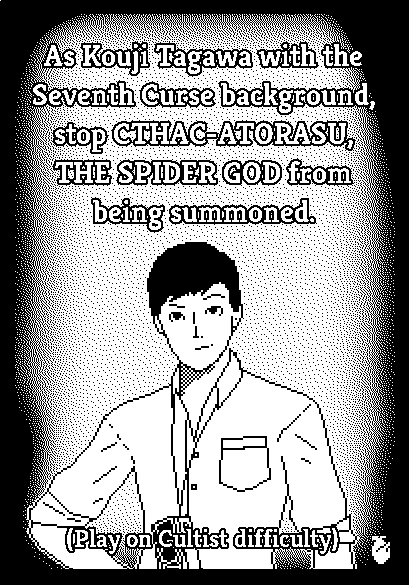 As Kouji Tagawa with the
Seventh Curse background,
stop CTHAC-ATORASU,
THE SPIDER GOD from
being summoned.
(Play on Cultist difficulty)